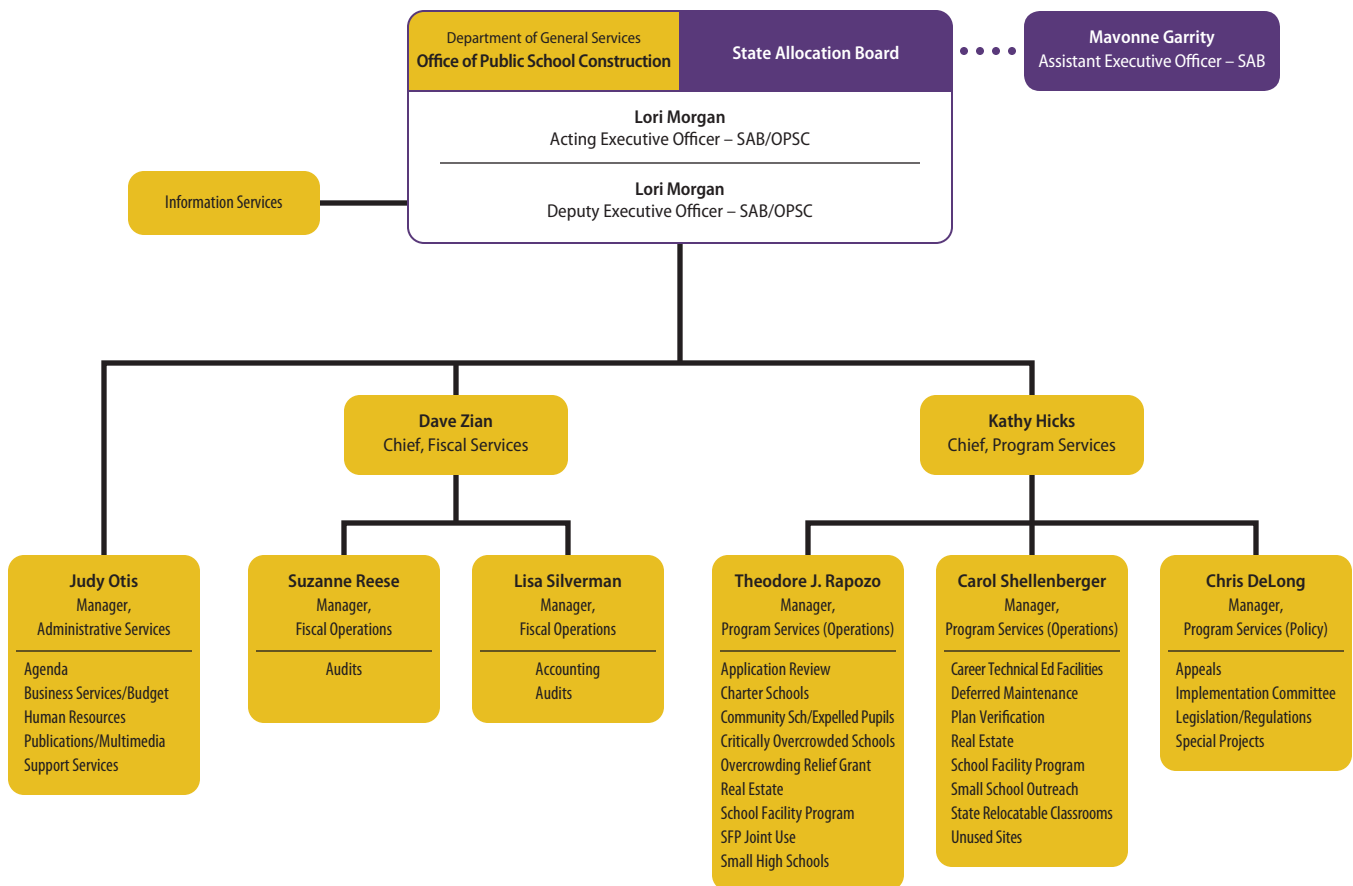 Department of General Services
Office of Public School Construction
State Allocation Board
Mavonne Garrity
Assistant Executive Officer – SAB
Lori Morgan
Acting Executive Officer – SAB/OPSC
Lori Morgan
Deputy Executive Officer – SAB/OPSC
Information Services
Dave Zian
Chief, Fiscal Services
Kathy Hicks
Chief, Program Services
Judy Otis
Manager,
Administrative Services
Agenda
Business Services/Budget
Human Resources
Publications/Multimedia
Support Services
Suzanne Reese
Manager,
Fiscal Operations
Audits
Lisa Silverman
Manager,
Fiscal Operations
Accounting
Audits
Theodore J. Rapozo
Manager,
Program Services (Operations)
Application Review
Charter Schools
Community Sch/Expelled Pupils
Critically Overcrowded Schools
Overcrowding Relief Grant
Real Estate
School Facility Program
SFP Joint Use
Small High Schools
Carol Shellenberger
Manager,
Program Services (Operations)
Career Technical Ed Facilities
Deferred Maintenance
Plan Verification
Real Estate
School Facility Program
Small School Outreach
State Relocatable Classrooms
Unused Sites
Chris DeLong
Manager,
Program Services (Policy)
Appeals
Implementation Committee
Legislation/Regulations
Special Projects